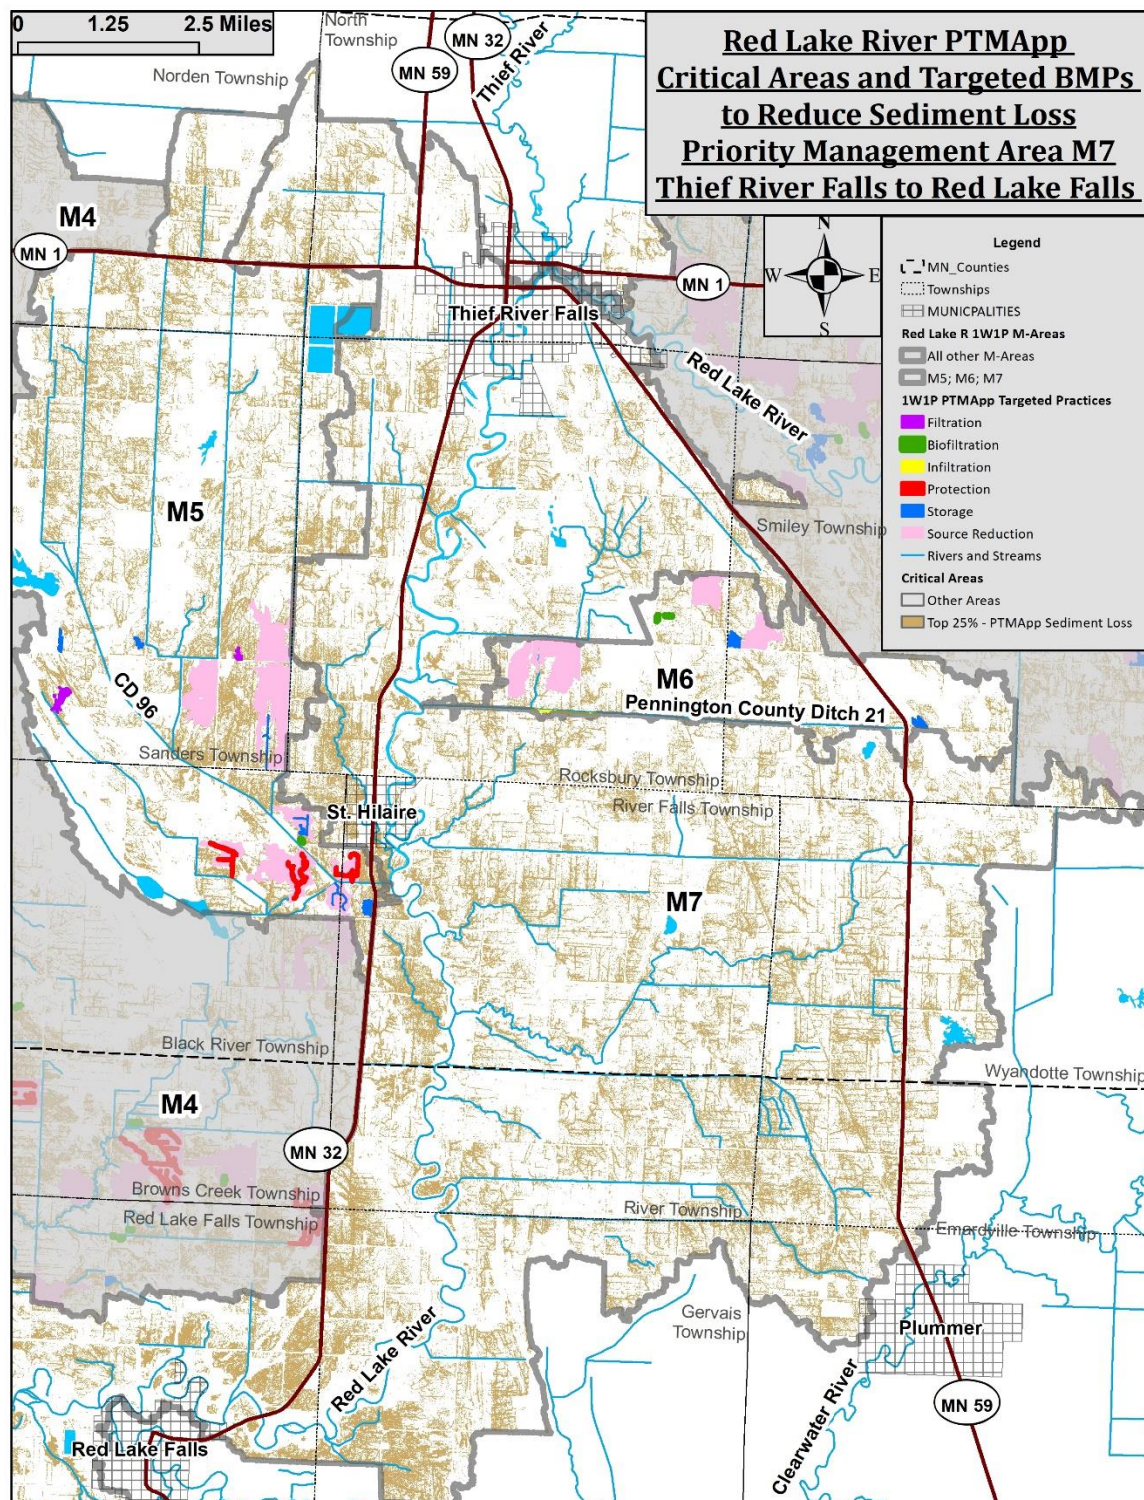 0 1.25 2.5 Miles
Red Lake River PTMApp
Critical Areas and Targeted BMPs
to Reduce Sediment Loss
Priority Management Area M7
Thief River Falls to Red Lake Falls
North
Township
MN 32
MN 59
Thief River
Norden Township
M4
MN 1
MN 1
Thief River Falls
Red Lake River
N
W
E
S
Legend
MN_Counties
Townships
MUNICPALITIES
Red Lake R 1W1P M-Areas
All other M-Areas
M5; M6; M7
1W1P PTMApp Targeted Practices
Filtration
Biofiltration
Infiltration
Protection
Storage
Source Reduction
Rivers and Streams
Critical Areas
Other Areas
Top 25% - PTMApp Sediment Loss
M5
Smiley Township
CD 96
M6
Pennington County Ditch 21
Sanders Township
Rocksbury Township
River Falls Township
St. Hilaire
M7
Black River Township
Wyandotte Township
M4
MN 32
Browns Creek Township
Red Lake Falls Township
River Township
Emardville Township
Gervais
Township
Plummer
Red Lake River
Clearwater River
MN 59
Red Lake Falls